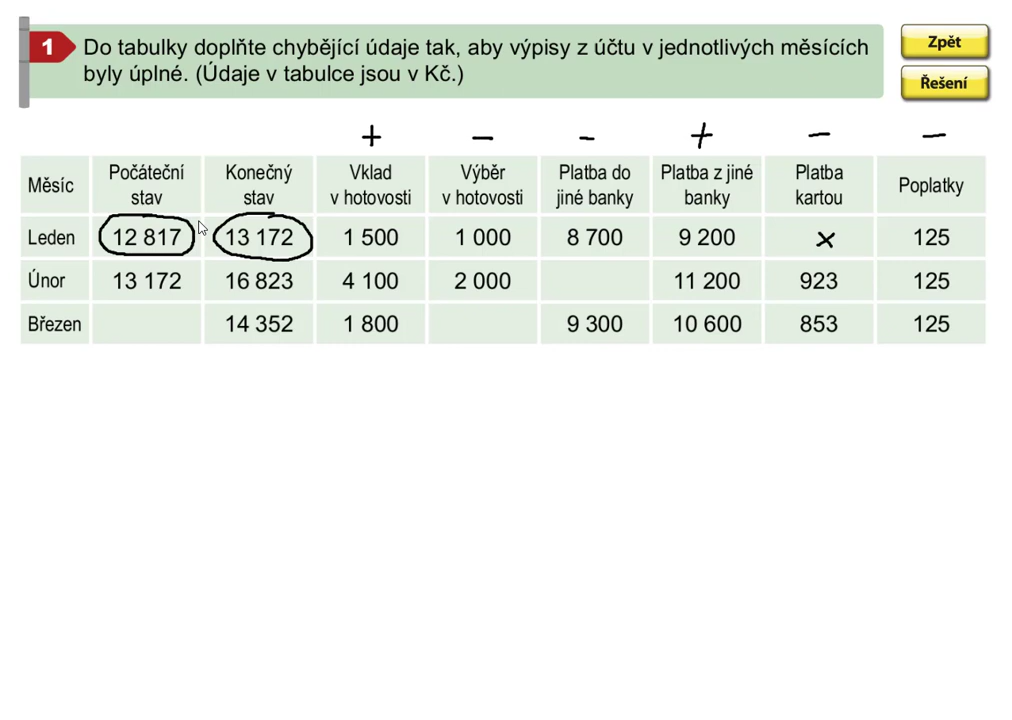 1 Do tabulky doplňte chybějící údaje tak, aby výpisy z účtu v jednotlivých měsících
byly úplné. (Údaje v tabulce jsou v Kč.)
Zpět
Řešení
+ − - + − −
Měsíc Počáteční stav Konečný stav Vklad v hotovosti Výběr v hotovosti Platba do jiné banky Platba z jiné banky Platba kartou Poplatky
Leden 12 817 13 172 1 500 1 000 8 700 9 200 x 125
Únor 13 172 16 823 4 100 2 000 11 200 923 125
Březen 14 352 1 800 9 300 10 600 853 125